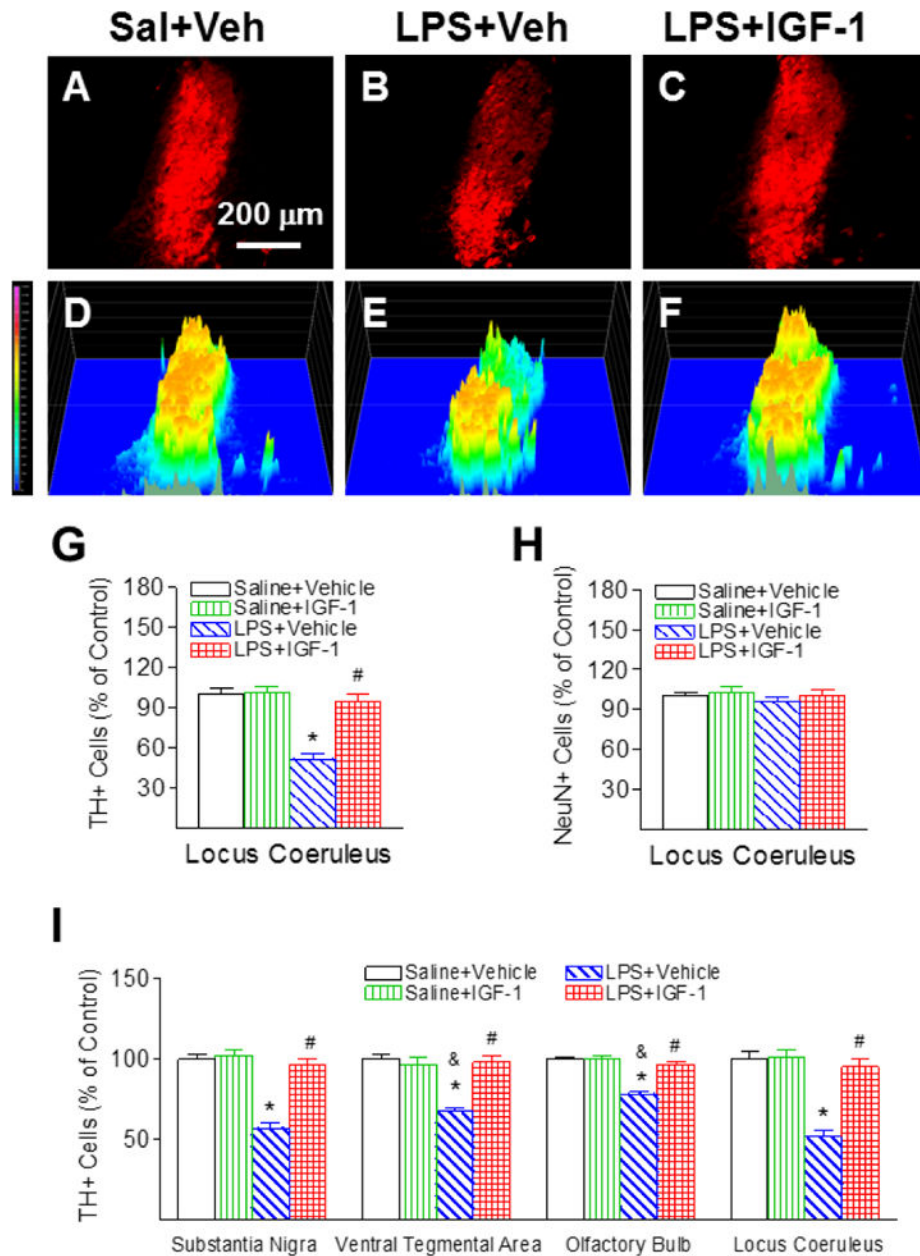 Sal+Veh LPS+Veh LPS+IGF-1
A B C
200 μm
D E F
G
180
150
120
90
60
30
TH+ Cells (% of Control)
Saline+Vehicle
Saline+IGF-1
LPS+Vehicle
LPS+IGF-1
* #
Locus Coeruleus
H
180
150
120
90
60
30
NeuN+ Cells (% of Control)
Saline+Vehicle
Saline+IGF-1
LPS+Vehicle
LPS+IGF-1
Locus Coeruleus
I
150
100
50
TH+ Cells (% of Control)
Saline+Vehicle LPS+Vehicle
Saline+IGF-1 LPS+IGF-1
* #
& * #
& * #
* #
Substantia Nigra Ventral Tegmental Area Olfactory Bulb Locus Coeruleus